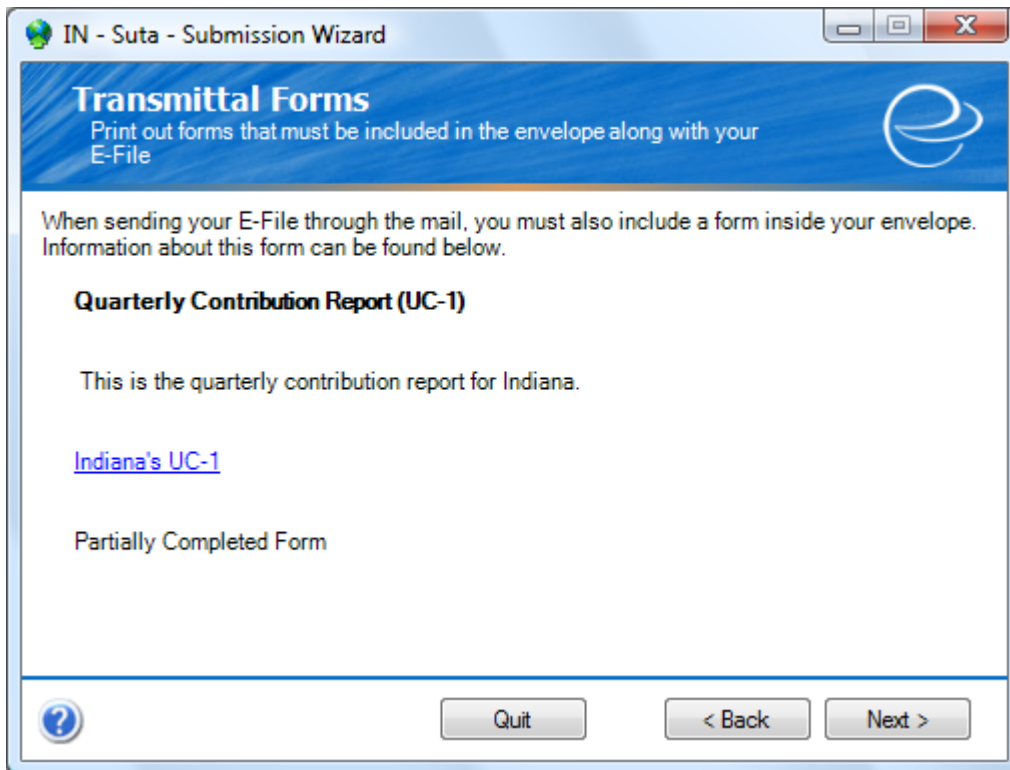 IN - Suta - Submission Wizard
Transmittal Forms
Print out forms that must be included in the envelope along with your
E-File
When sending your E-File through the mail, you must also include a form inside your envelope.
Information about this form can be found below.
Quarterly Contribution Report (UC-1)
This is the quarterly contribution report for Indiana.
Indiana's UC-1
Partially Completed Form
Quit
< Back
Next >